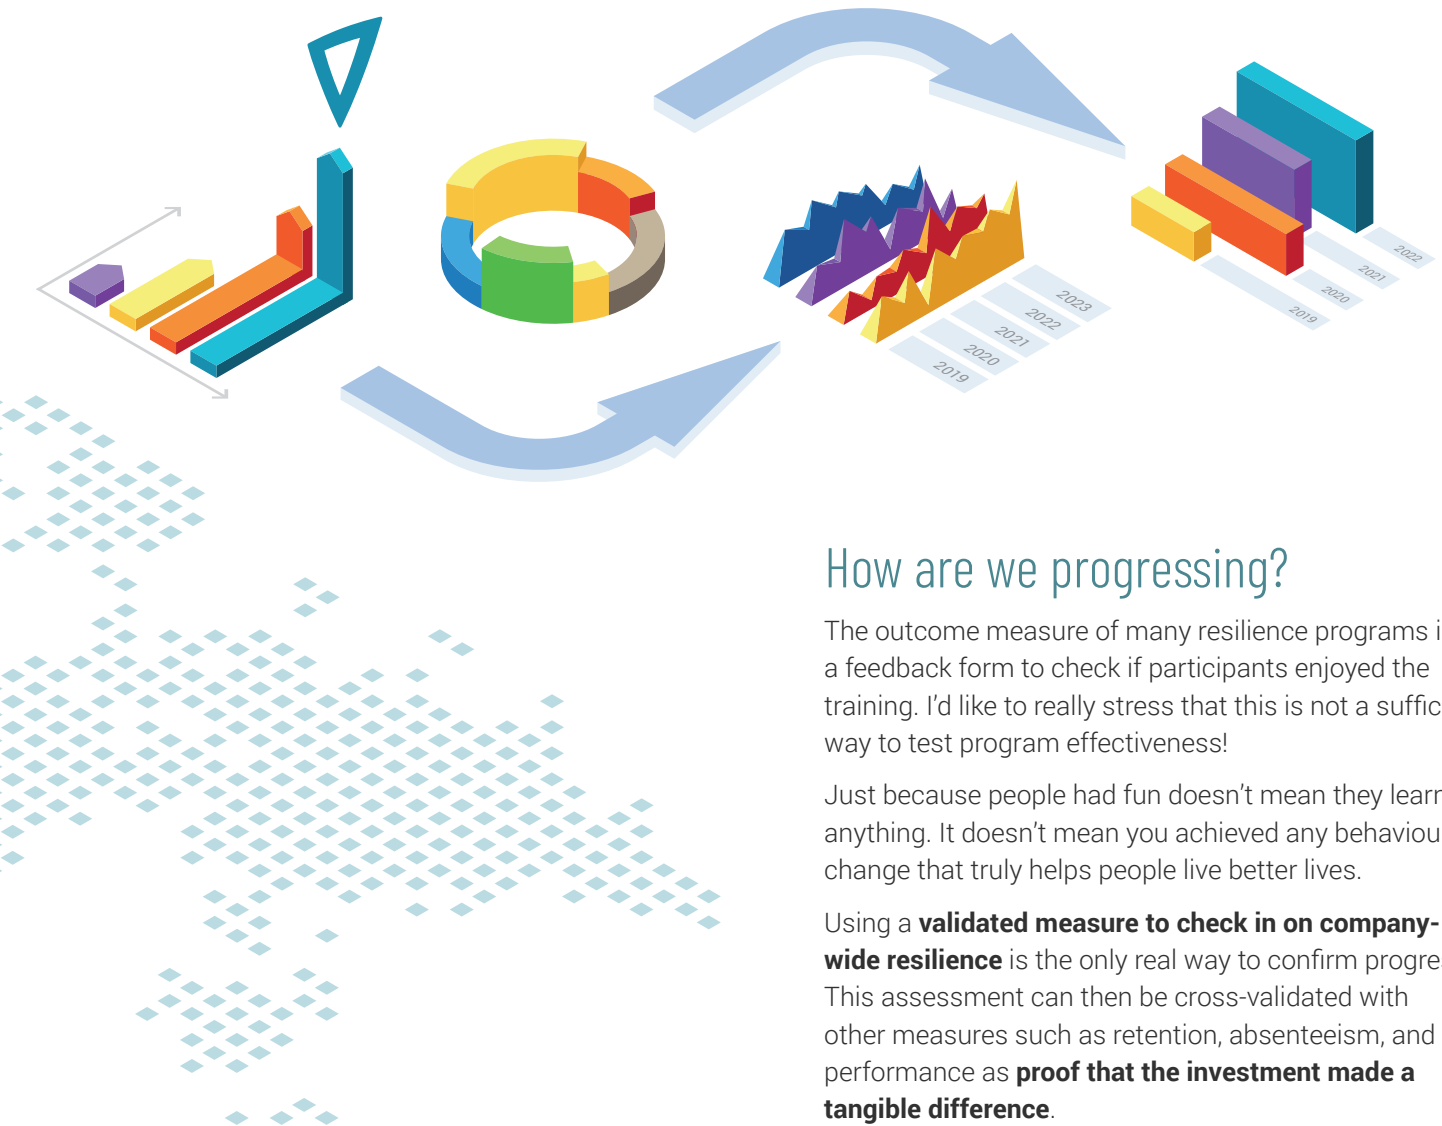 2023
2022
2021
2020
2019
2022
2021
2020
2019
How are we progressing?
The outcome measure of many resilience programs i
a feedback form to check if participants enjoyed the
training. I’d like to really stress that this is not a suffic
way to test program effectiveness!
Just because people had fun doesn’t mean they learn
anything. It doesn’t mean you achieved any behaviou
change that truly helps people live better lives.
Using a validated measure to check in on company-
wide resilience is the only real way to confirm progre
This assessment can then be cross-validated with
other measures such as retention, absenteeism, and
performance as proof that the investment made a
tangible difference.